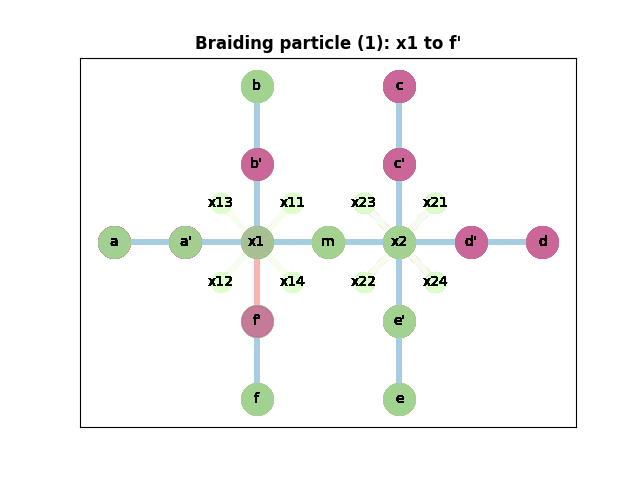 Braiding particle (1): x1 to f'
b c
b' c'
x13 x11 x23 x21
a a' x1 m x2 d' d
x12 x14 x22 x24
f' e'
f e